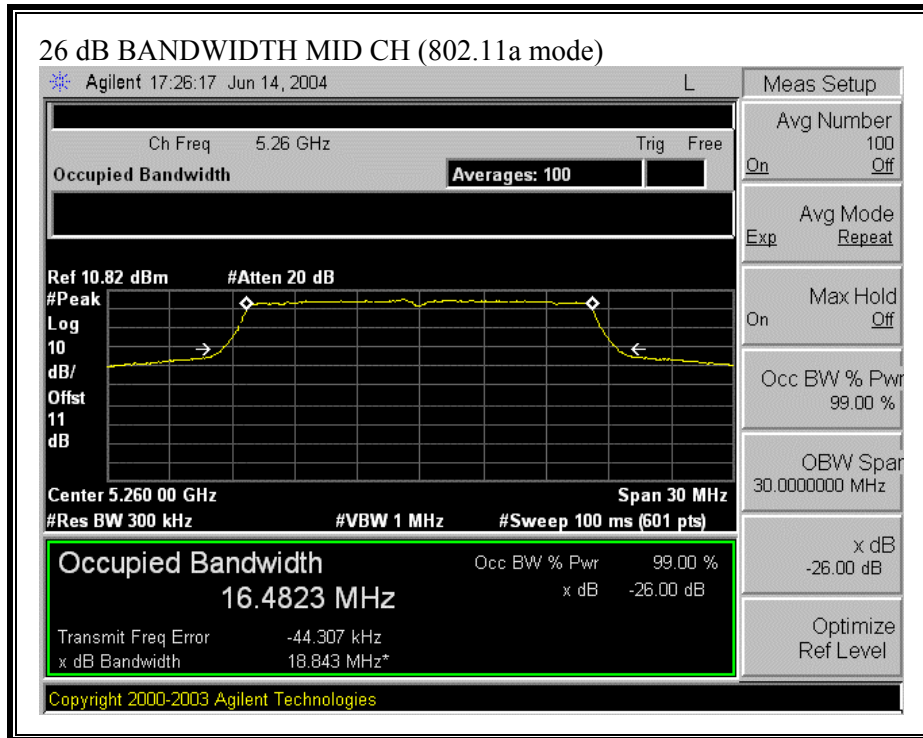 26 dB BANDWIDTH MID CH (802.11a mode)
Agilent 17:26:17 Jun 14, 2004 L
Meas Setup
Ch Freq 5.26 GHz Trig Free
Occupied Bandwidth Averages: 100
Ref 10.82 dBm #Atten 20 dB
#Peak
Log
10
dB/
Offst
11
dB
Center 5.260 00 GHz Span 30 MHz
#Res BW 300 kHz #VBW 1 MHz #Sweep 100 ms (601 pts)
Occupied Bandwidth Occ BW % Pwr 99.00 %
16.4823 MHz x dB -26.00 dB
Transmit Freq Error -44.307 kHz
x dB Bandwidth 18.843 MHz*
Copyright 2000-2003 Agilent Technologies
Avg Number
100
On Off
Avg Mode
Exp Repeat
Max Hold
On Off
Occ BW % Pwr
99.00 %
OBW Span
30.0000000 MHz
x dB
-26.00 dB
Optimize
Ref Level